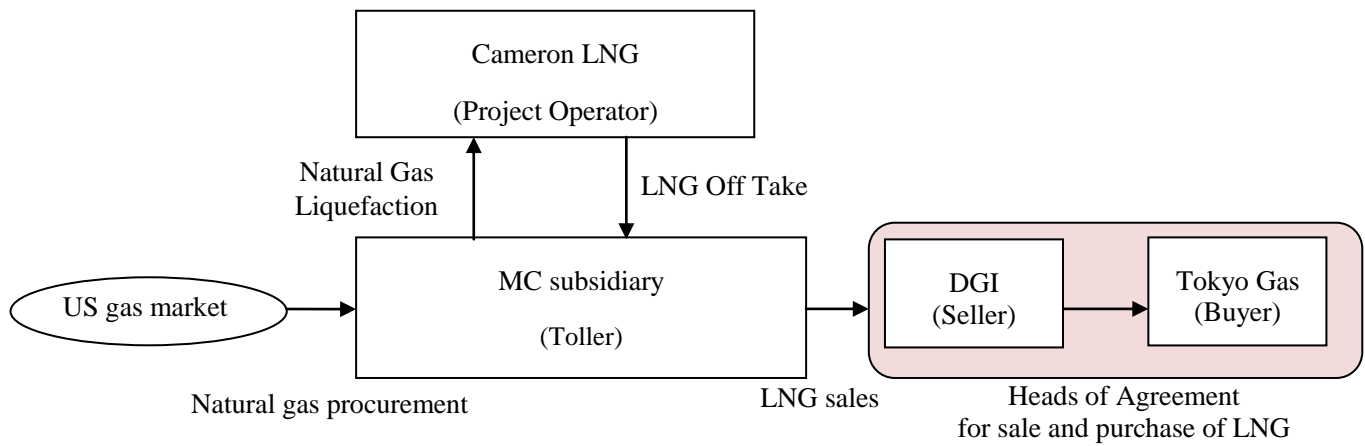 Cameron LNG
(Project Operator)
Natural Gas
Liquefaction
LNG Off Take
US gas market
MC subsidiary
(Toller)
DGI
(Seller)
Tokyo Gas
(Buyer)
Natural gas procurement
LNG sales
Heads of Agreement
for sale and purchase of LNG